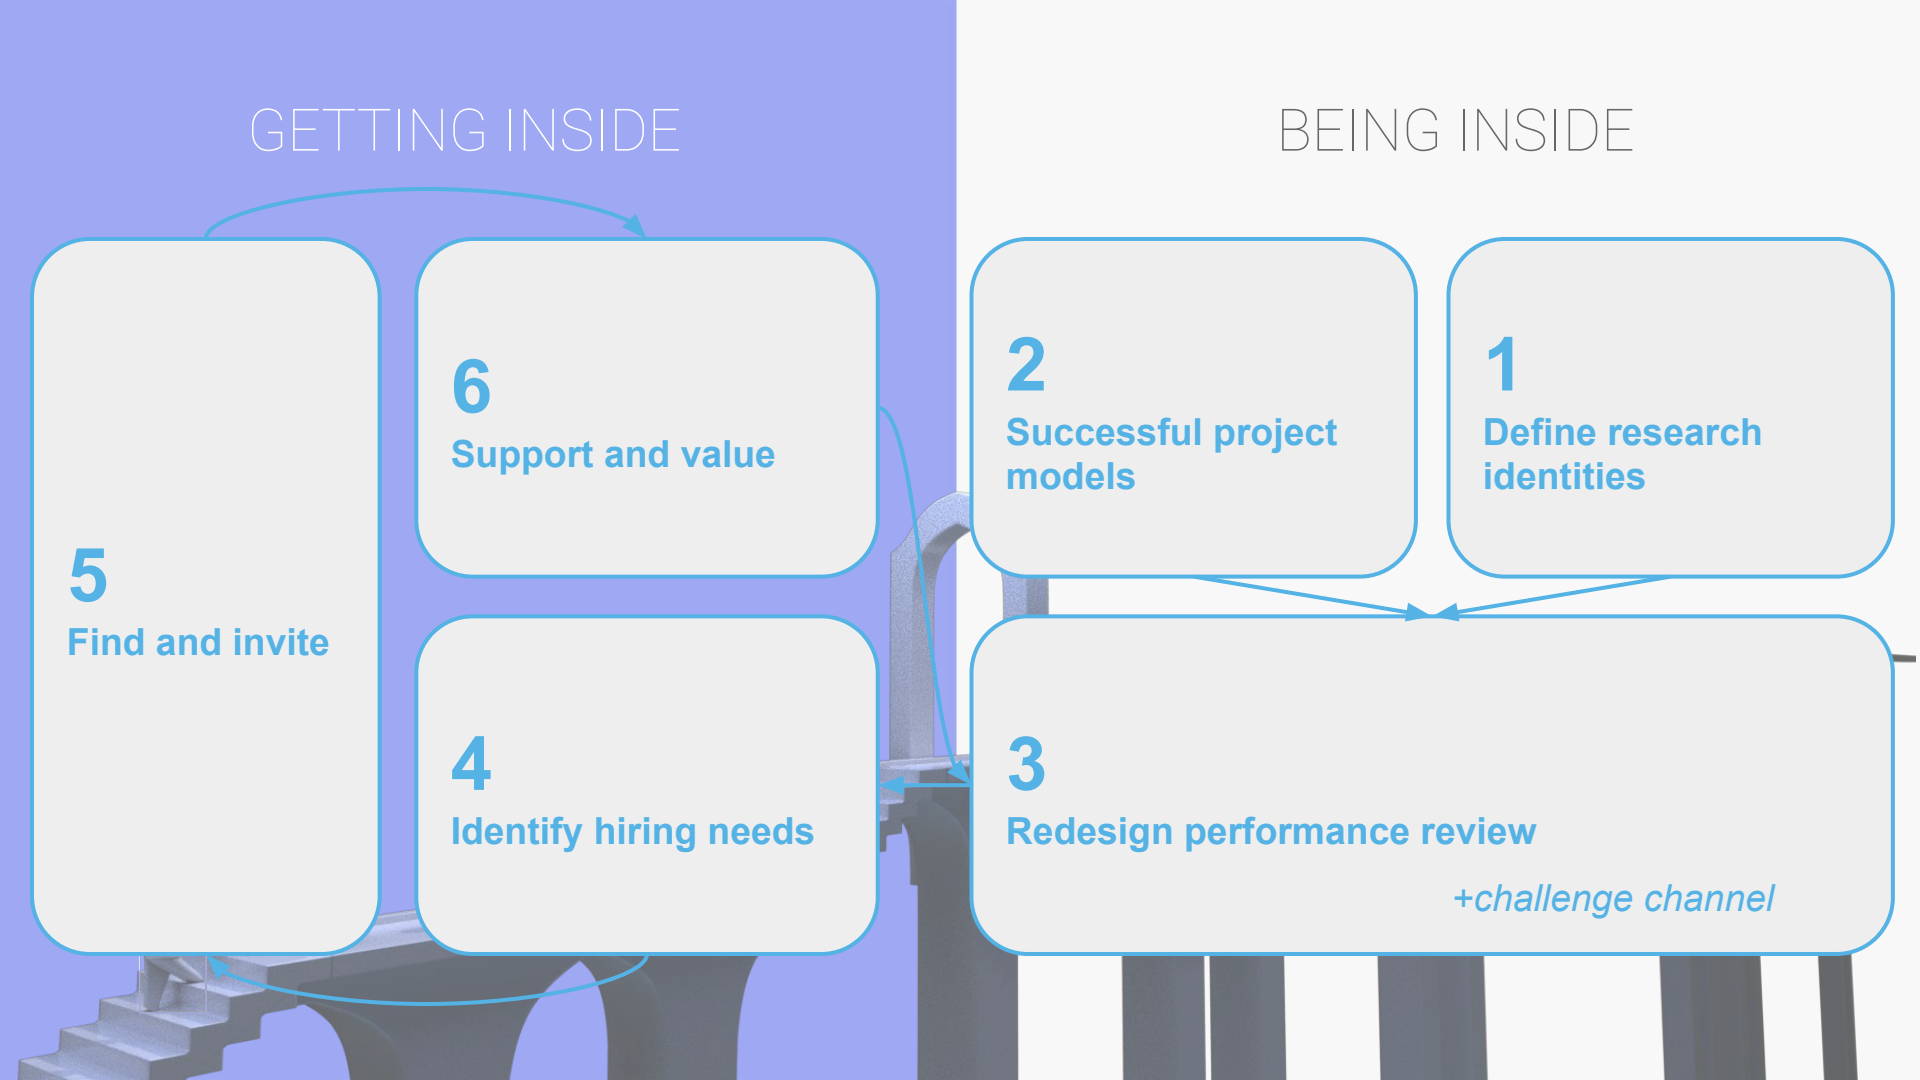 GETTING INSIDE
BEING INSIDE
5
Find and invite
6
Support and value
4
Identify hiring needs
2
Successful project
models
1
Define research
identities
3
Redesign performance review
+challenge channel